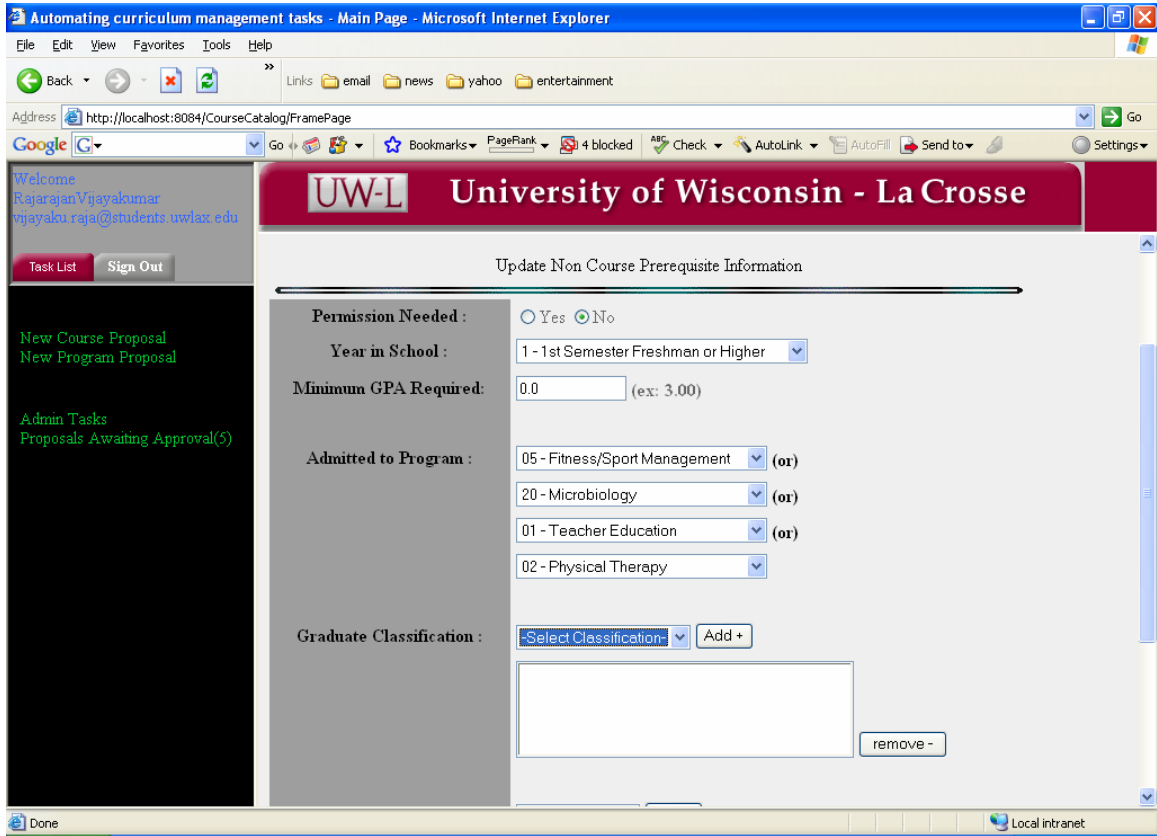 Automating curriculum management tasks - Main Page - Microsoft Internet Explorer
File Edit View Favorites Tools Help
Back » Links email news yahoo entertainment
Address http://localhost:8084/CourseCatalog/FramePage Go
Google G Go Bookmarks PageRank 4 blocked ABC Check AutoLink AutoFill Send to Settings
Welcome
RajarajanVijayakumar
vijayaku.raja@students.uwlax.edu
UW-L University of Wisconsin - La Crosse
Task List Sign Out
New Course Proposal
New Program Proposal
Admin Tasks
Proposals Awaiting Approval(5)
Update Non Course Prerequisite Information
Permission Needed : Yes No
Year in School : 1 - 1st Semester Freshman or Higher
Minimum GPA Required: 0.0 (ex: 3.00)
Admitted to Program : 05 - Fitness/Sport Management (or)
20 - Microbiology (or)
01 - Teacher Education (or)
02 - Physical Therapy
Graduate Classification : -Select Classification- Add +
remove -
Done Local intranet